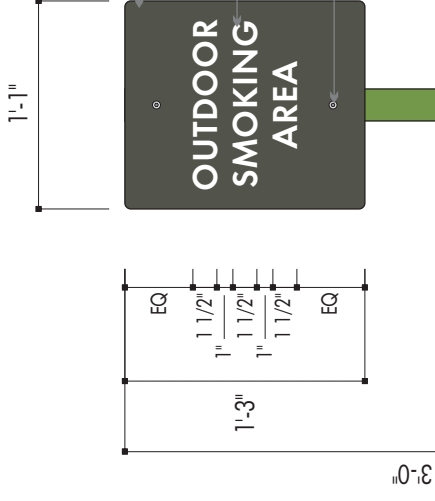 1'-1"
OUTDOOR
SMOKING
AREA
EQ
1 1/2"
1"
1 1/2"
1"
1 1/2"
EQ
1'-3"
3'-0"